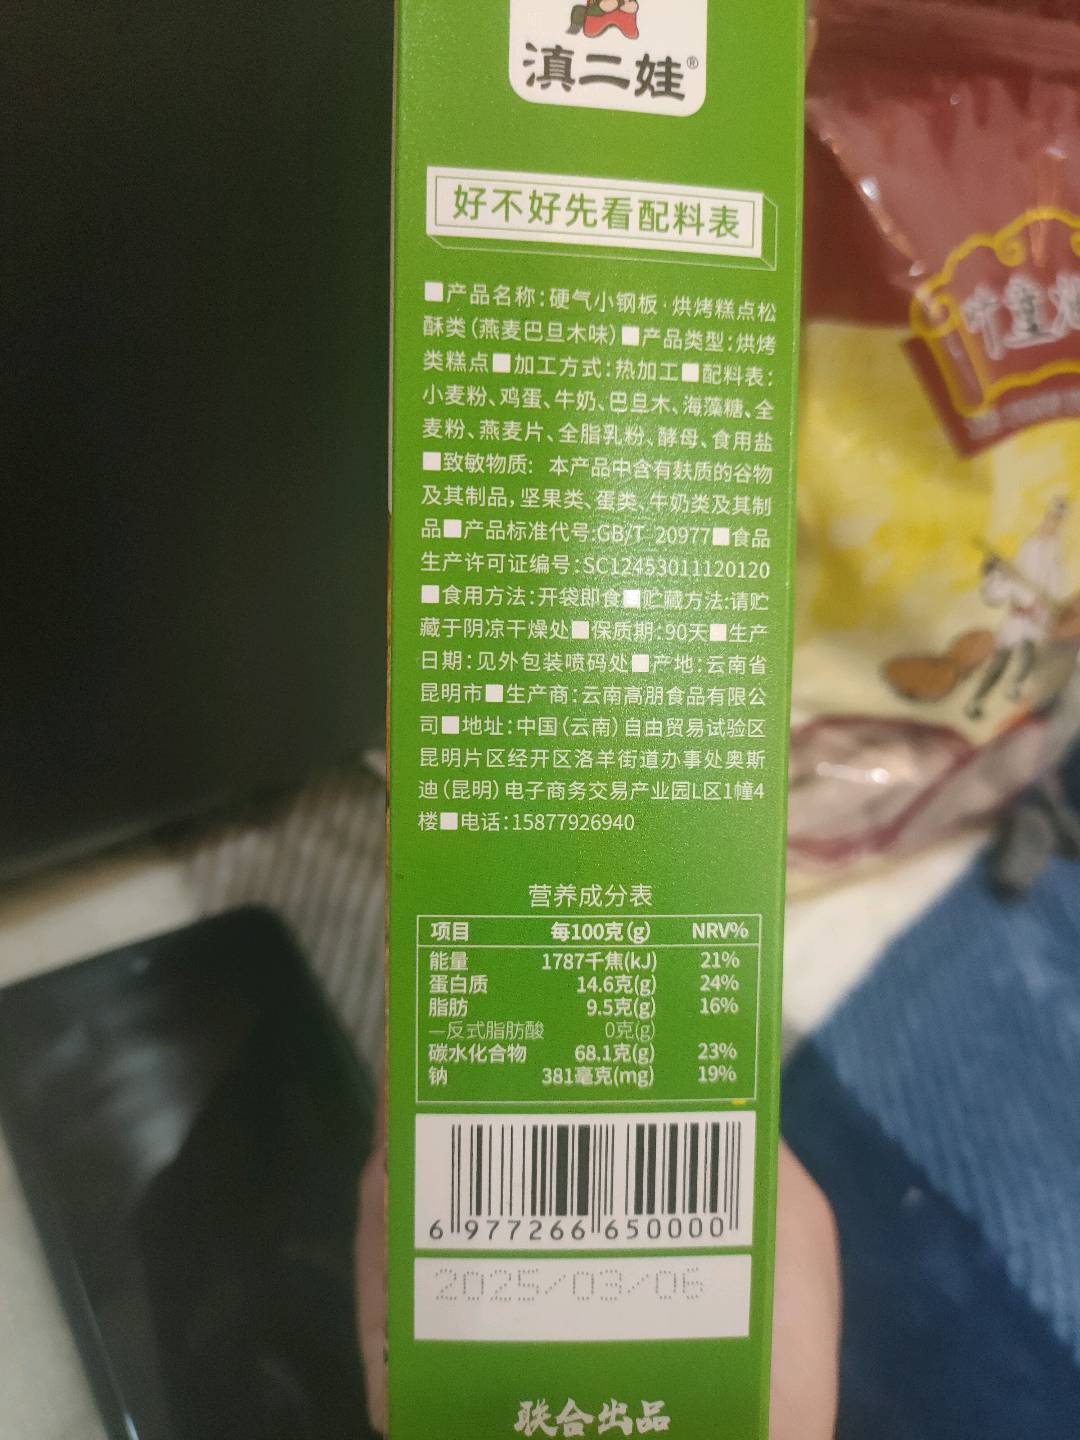 滇二娃®
好不好先看配料表
■产品名称:硬气小钢板·烘烤糕点松
酥类(燕麦巴旦木味)■产品类型:烘烤
类糕点■加工方式:热加工■配料表:
小麦粉、鸡蛋、牛奶、巴旦木、海藻糖、全
麦粉、燕麦片、全脂乳粉、酵母、食用盐
■致敏物质: 本产品中含有麸质的谷物
及其制品,坚果类、蛋类、牛奶类及其制
品■产品标准代号:GB/T 20977■食品
生产许可证编号:SC12453011120120
■食用方法:开袋即食■贮藏方法:请贮
藏于阴凉干燥处■保质期:90天■生产
日期:见外包装喷码处■产地:云南省
昆明市■生产商:云南高朋食品有限公
司■地址:中国(云南)自由贸易试验区
昆明片区经开区洛羊街道办事处奥斯
迪(昆明)电子商务交易产业园L区1幢4
楼■电话:15877926940
营养成分表
项目 每100克(g) NRV%
能量 1787千焦(kJ) 21%
蛋白质 14.6克(g) 24%
脂肪 9.5克(g) 16%
—反式脂肪酸 0克(g)
碳水化合物 68.1克(g) 23%
钠 381毫克(mg) 19%
6 977266 650000
2025/03/06
联合出品